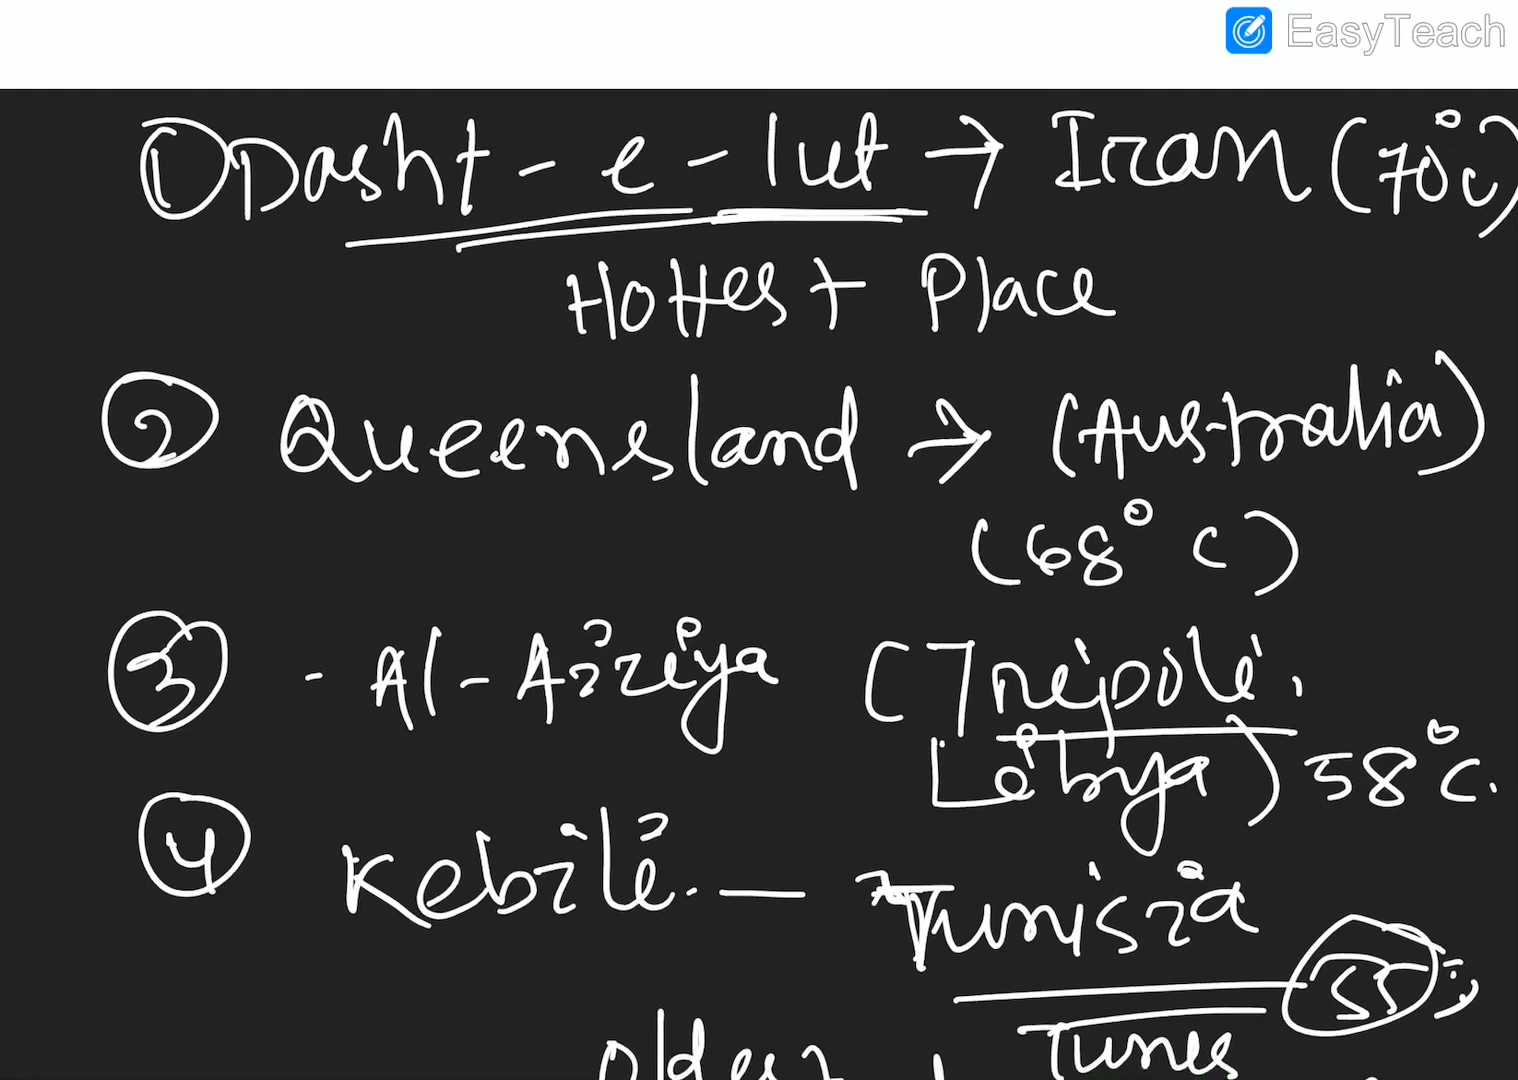 EasyTeach
① Dasht-e-lut → Iran (70°c)
Hottest Place
② Queensland → (Australia)
(68°c)
③ - Al-Aziziya (Tripoli,
Libya) 58°c.
④ Kebili. — Tunisia
55
Tunes
oldest